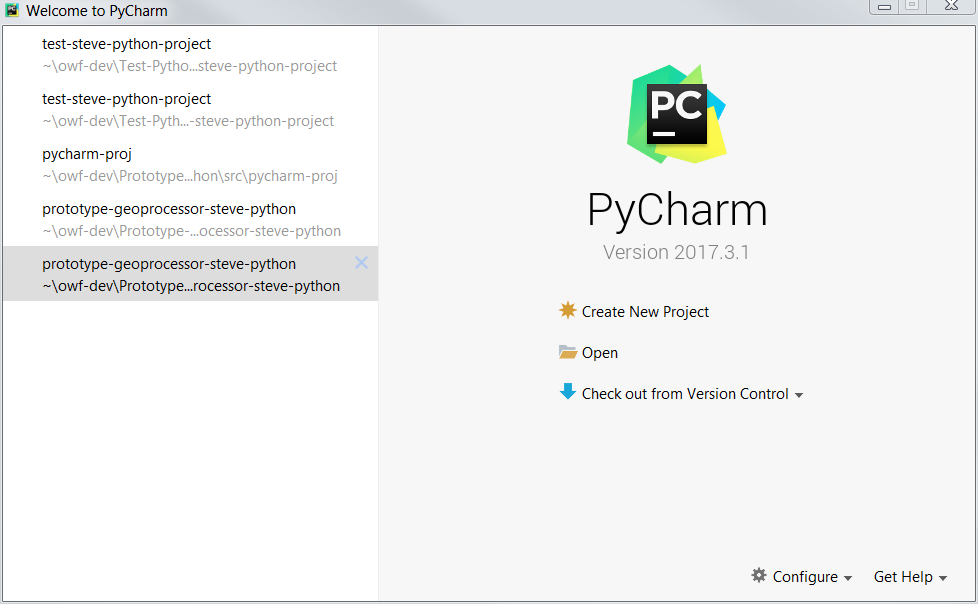 Welcome to PyCharm
test-steve-python-project
~\owf-dev\Test-Pytho...steve-python-project
test-steve-python-project
~\owf-dev\Test-Pyth...-steve-python-project
pycharm-proj
~\owf-dev\Prototype...hon\src\pycharm-proj
prototype-geoprocessor-steve-python
~\owf-dev\Prototype-...ocessor-steve-python
prototype-geoprocessor-steve-python
~\owf-dev\Prototype...rocessor-steve-python
PC
PyCharm
Version 2017.3.1
Create New Project
Open
Check out from Version Control
Configure
Get Help